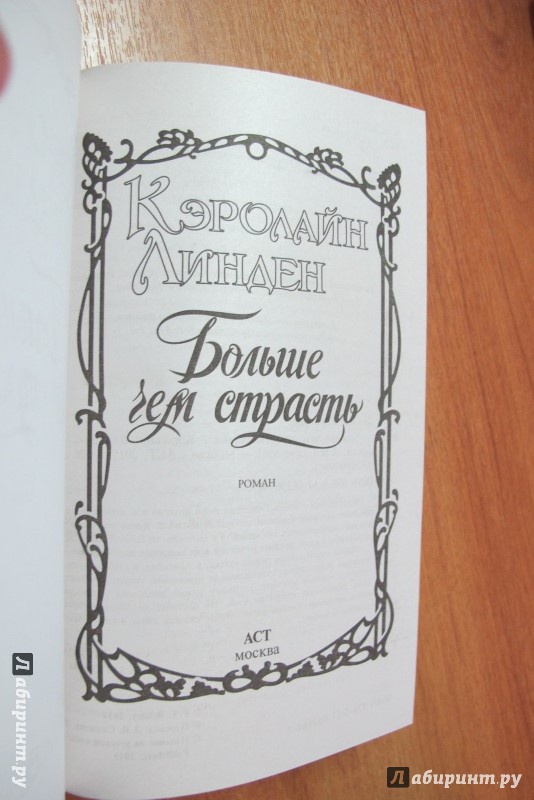 Кэролайн
Линден
Больше
чем страсть
РОМАН
АСТ
москва
Лабиринт.ру
Лабиринт.ру